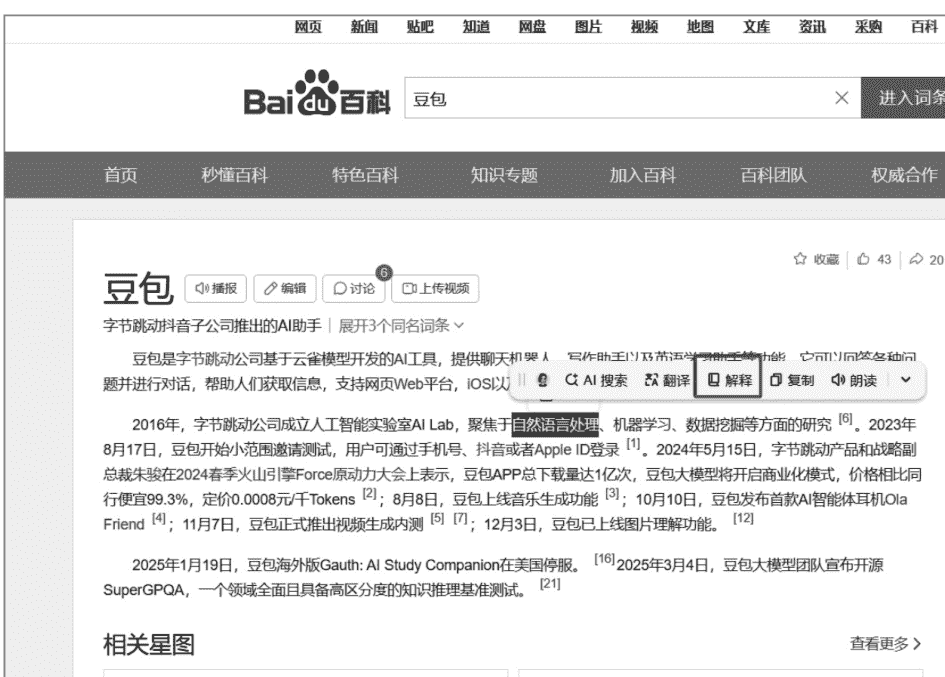 网页 新闻 贴吧 知道 网盘 图片 视频 地图 文库 资讯 采购 百科
Baidu百科 豆包 进入词条
首页 秒懂百科 特色百科 知识专题 加入百科 百科团队 权威合作
收藏 43 20
豆包 播报 编辑 讨论 6 上传视频
字节跳动抖音子公司推出的AI助手 展开3个同名词条
豆包是字节跳动公司基于云雀模型开发的AI工具，提供聊天机器人、写作助手以及英语学习助手等功能，它可以回答各种问
题并进行对话，帮助人们获取信息，支持网页Web平台，iOS以
AI 搜索 翻译 解释 复制 朗读
2016年，字节跳动公司成立人工智能实验室AI Lab，聚焦于自然语言处理、机器学习、数据挖掘等方面的研究 [6]。2023年
8月17日，豆包开始小范围邀请测试，用户可通过手机号、抖音或者Apple ID登录 [1]。2024年5月15日，字节跳动产品和战略副
总裁朱骏在2024春季火山引擎Force原动力大会上表示，豆包APP总下载量达1亿次，豆包大模型将开启商业化模式，价格相比同
行便宜99.3%，定价0.0008元/千Tokens [2]；8月8日，豆包上线音乐生成功能 [3]；10月10日，豆包发布首款AI智能体耳机Ola
Friend [4]；11月7日，豆包正式推出视频生成内测 [5] [7]；12月3日，豆包已上线图片理解功能。 [12]
2025年1月19日，豆包海外版Gauth: AI Study Companion在美国停服。 [16] 2025年3月4日，豆包大模型团队宣布开源
SuperGPQA，一个领域全面且具备高区分度的知识推理基准测试。 [21]
相关星图 查看更多